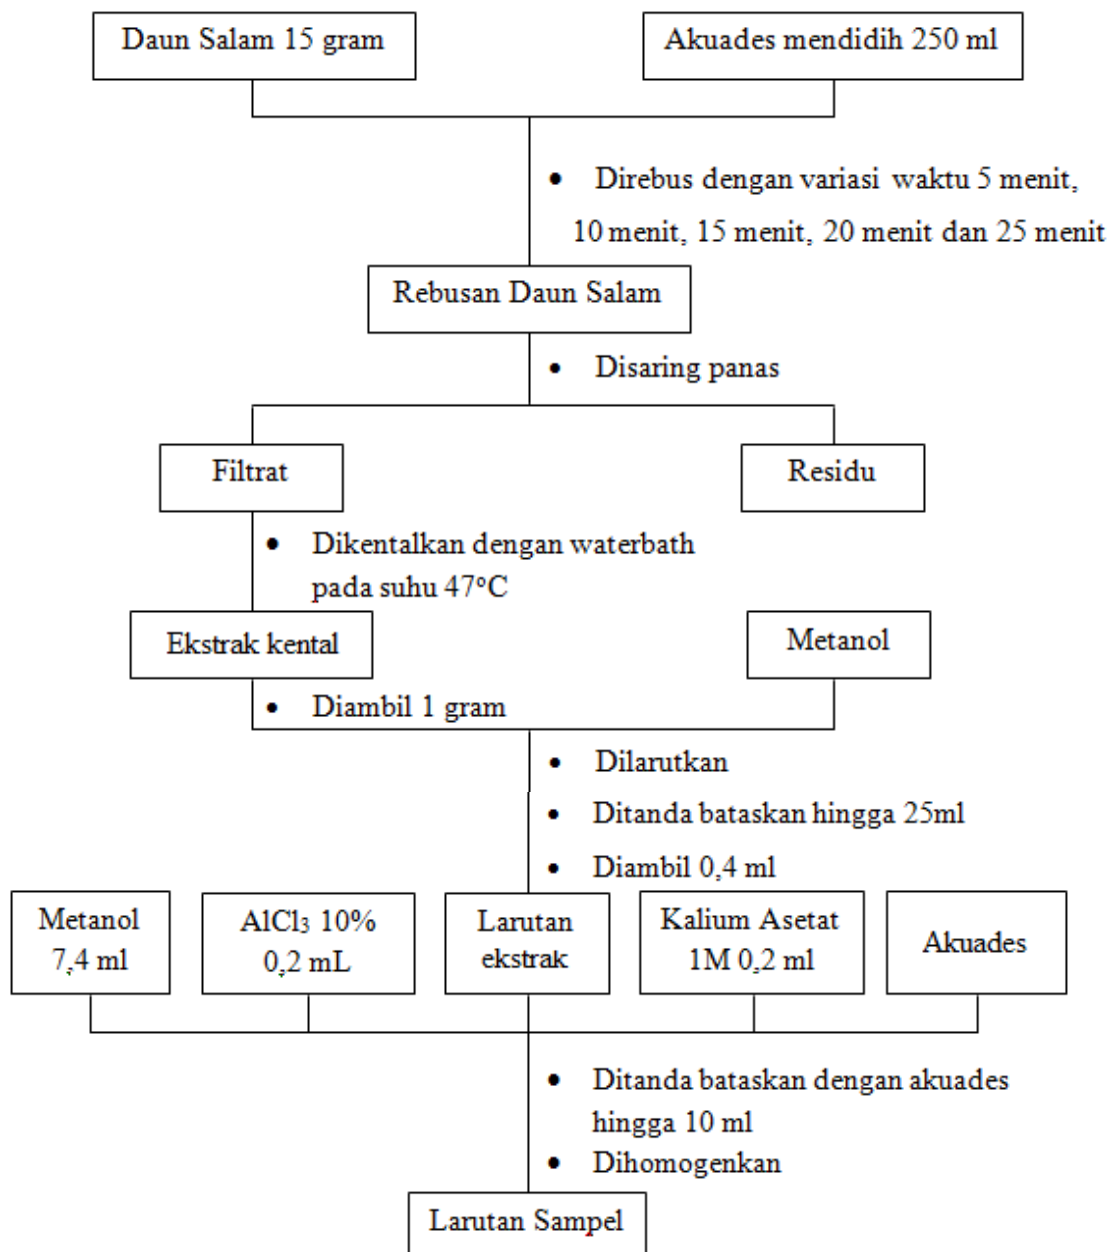 Daun Salam 15 gram
Akuades mendidih 250 ml
• Direbus dengan variasi waktu 5 menit,
10 menit, 15 menit, 20 menit dan 25 menit
Rebusan Daun Salam
• Disaring panas
Filtrat
Residu
• Dikentalkan dengan waterbath
pada suhu 47°C
Ekstrak kental
Metanol
• Diambil 1 gram
• Dilarutkan
• Ditanda bataskan hingga 25ml
• Diambil 0,4 ml
Metanol
7,4 ml
AlCl₃ 10%
0,2 mL
Larutan
ekstrak
Kalium Asetat
1M 0,2 ml
Akuades
• Ditanda bataskan dengan akuades
hingga 10 ml
• Dihomogenkan
Larutan Sampel